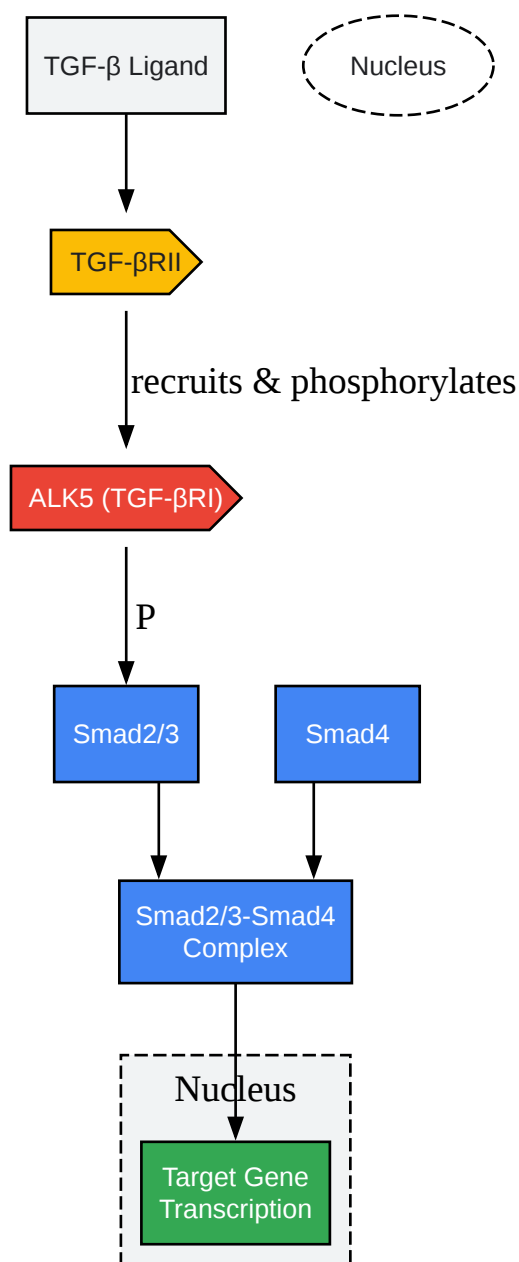 TGF-β Ligand
Nucleus
TGF-βRII
recruits & phosphorylates
ALK5 (TGF-βRI)
P
Smad2/3
Smad4
Smad2/3-Smad4
Complex
Nucleus
Target Gene
Transcription